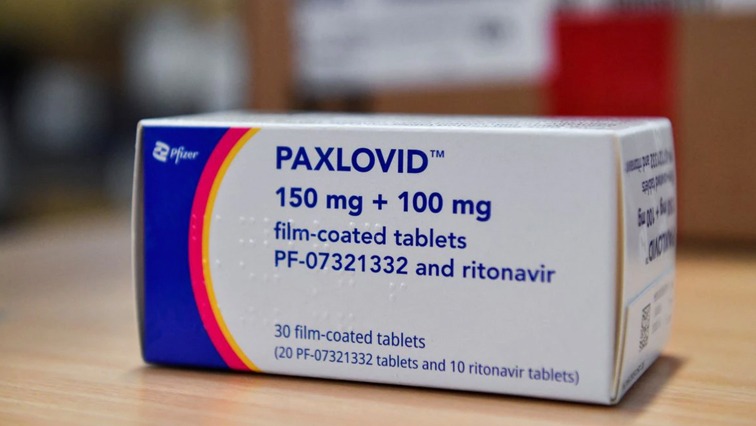 Pfizer
PAXLOVID™
150 mg + 100 mg
film-coated tablets
PF-07321332 and ritonavir
30 film-coated tablets
(20 PF-07321332 tablets and 10 ritonavir tablets)
PAXLOVID™